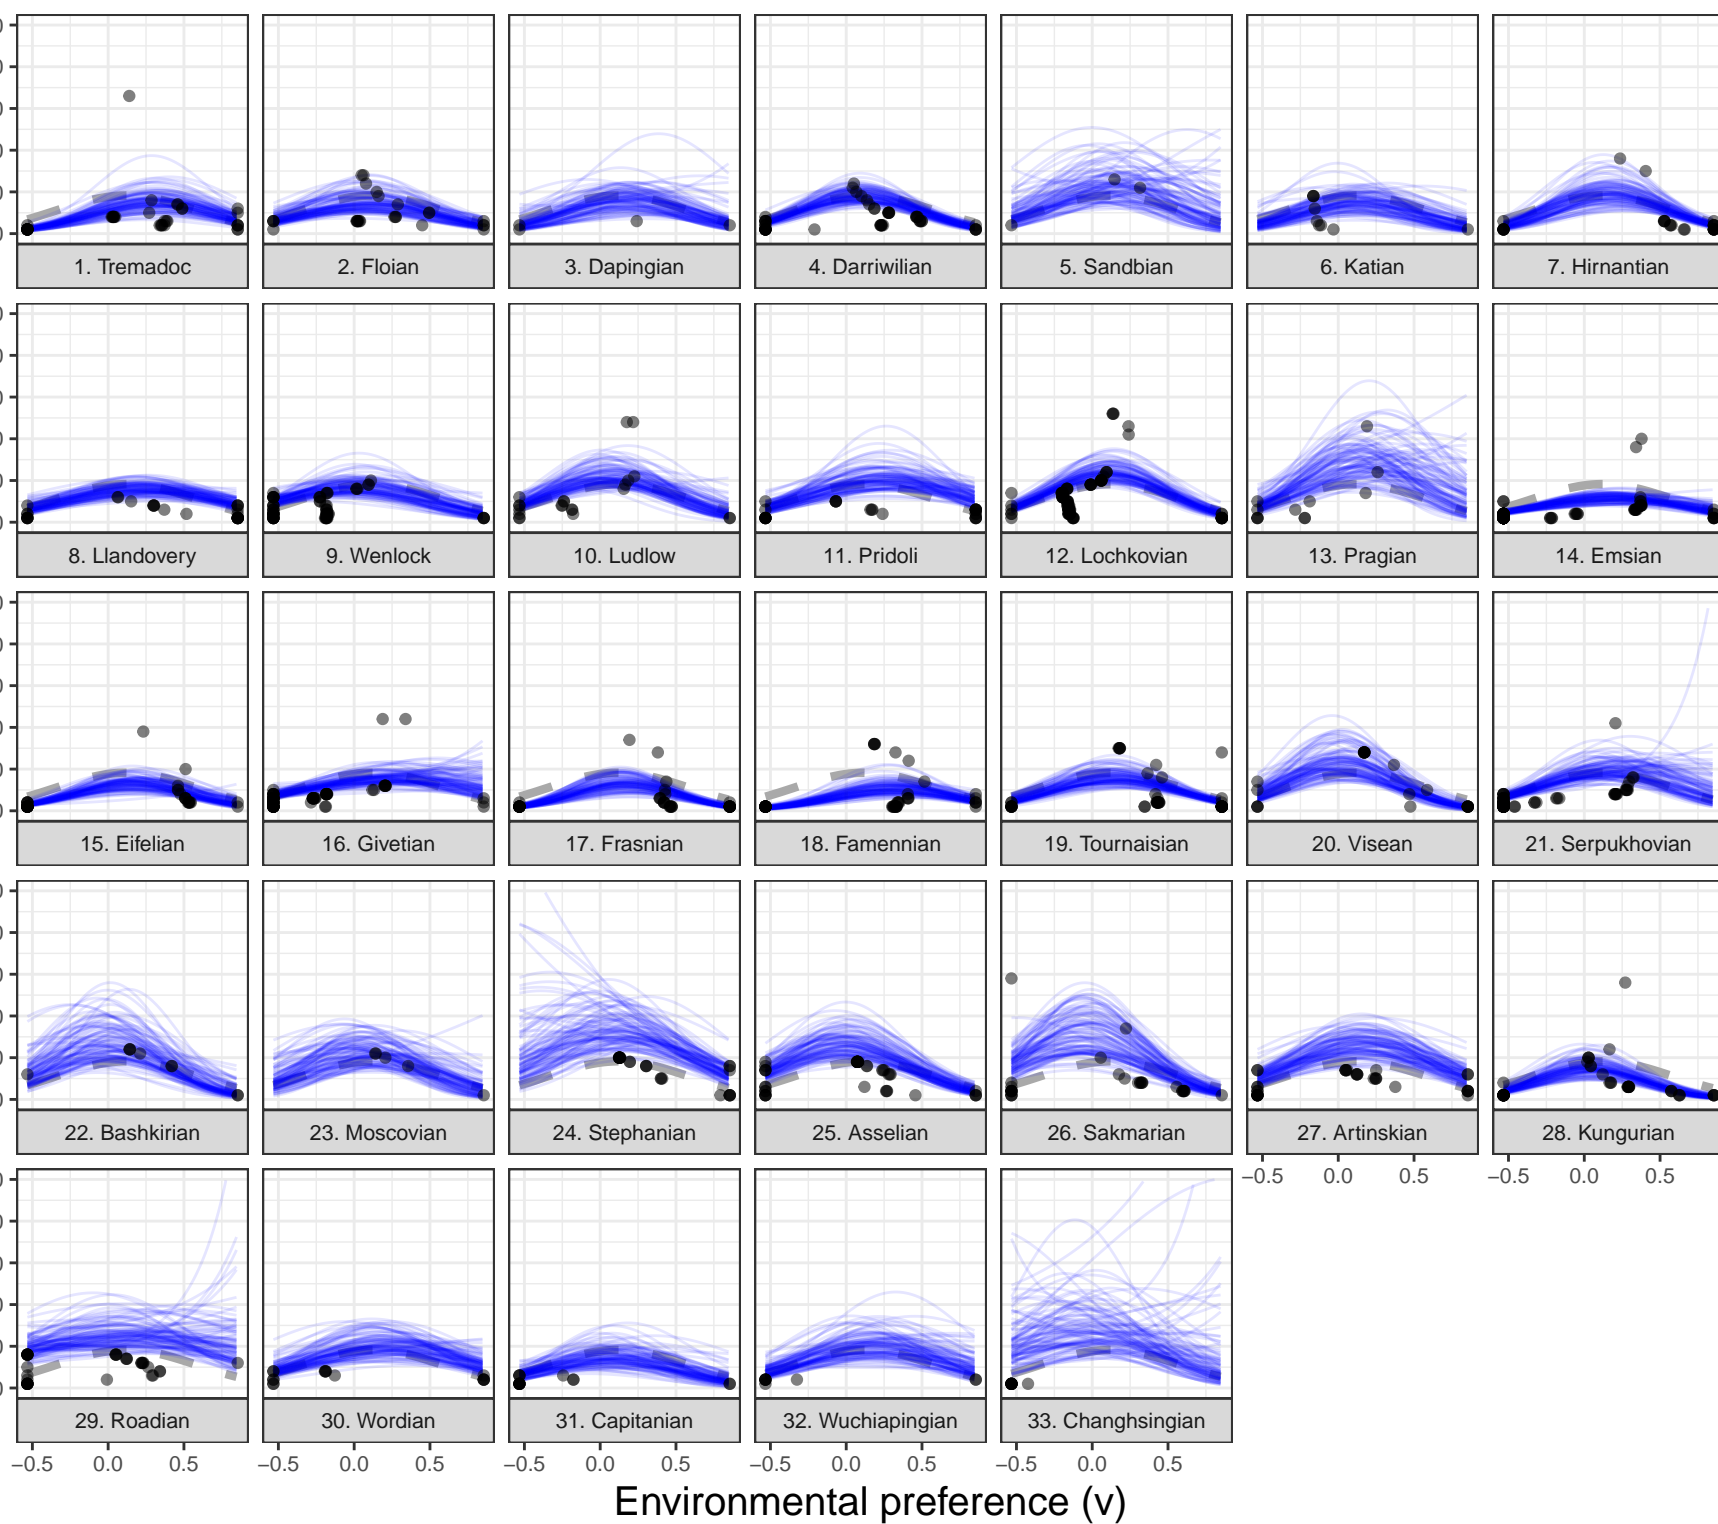 1. Tremadoc 2. Floian 3. Dapingian 4. Darriwilian 5. Sandbian 6. Katian 7. Hirnantian
8. Llandovery 9. Wenlock 10. Ludlow 11. Pridoli 12. Lochkovian 13. Pragian 14. Emsian
15. Eifelian 16. Givetian 17. Frasnian 18. Famennian 19. Tournaisian 20. Visean 21. Serpukhovian
22. Bashkirian 23. Moscovian 24. Stephanian 25. Asselian 26. Sakmarian 27. Artinskian 28. Kungurian
−0.5 0.0 0.5 −0.5 0.0 0.5
29. Roadian 30. Wordian 31. Capitanian 32. Wuchiapingian 33. Changhsingian
−0.5 0.0 0.5 −0.5 0.0 0.5 −0.5 0.0 0.5 −0.5 0.0 0.5 −0.5 0.0 0.5
Environmental preference (v)